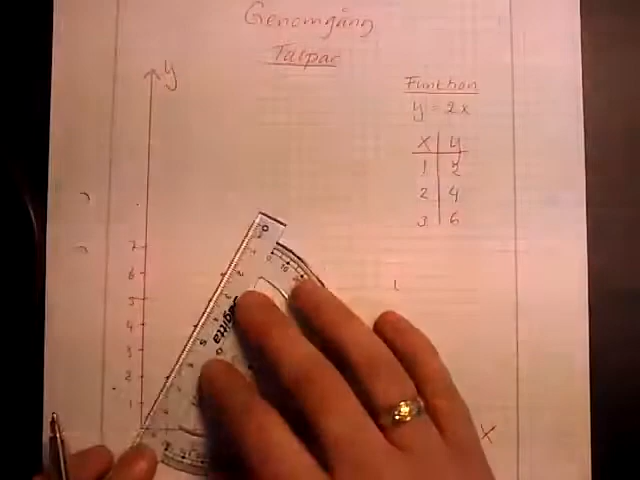 Genomgång
Talpar
y
Funktion
y = 2x
x y
1 2
2 4
3 6
7
6
5
4
3
2
1
x